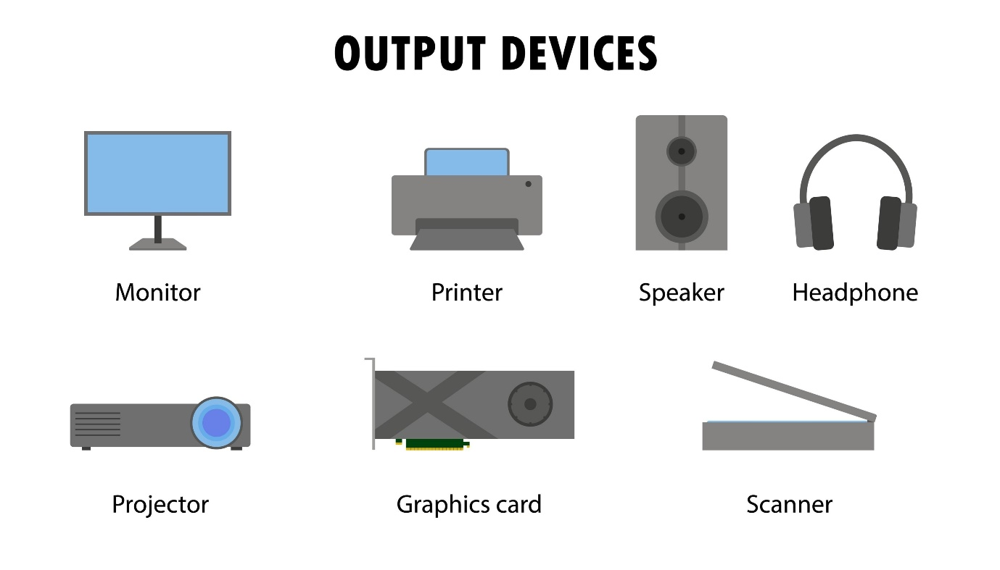 OUTPUT DEVICES
Monitor
Printer
Speaker
Headphone
Projector
Graphics card
Scanner